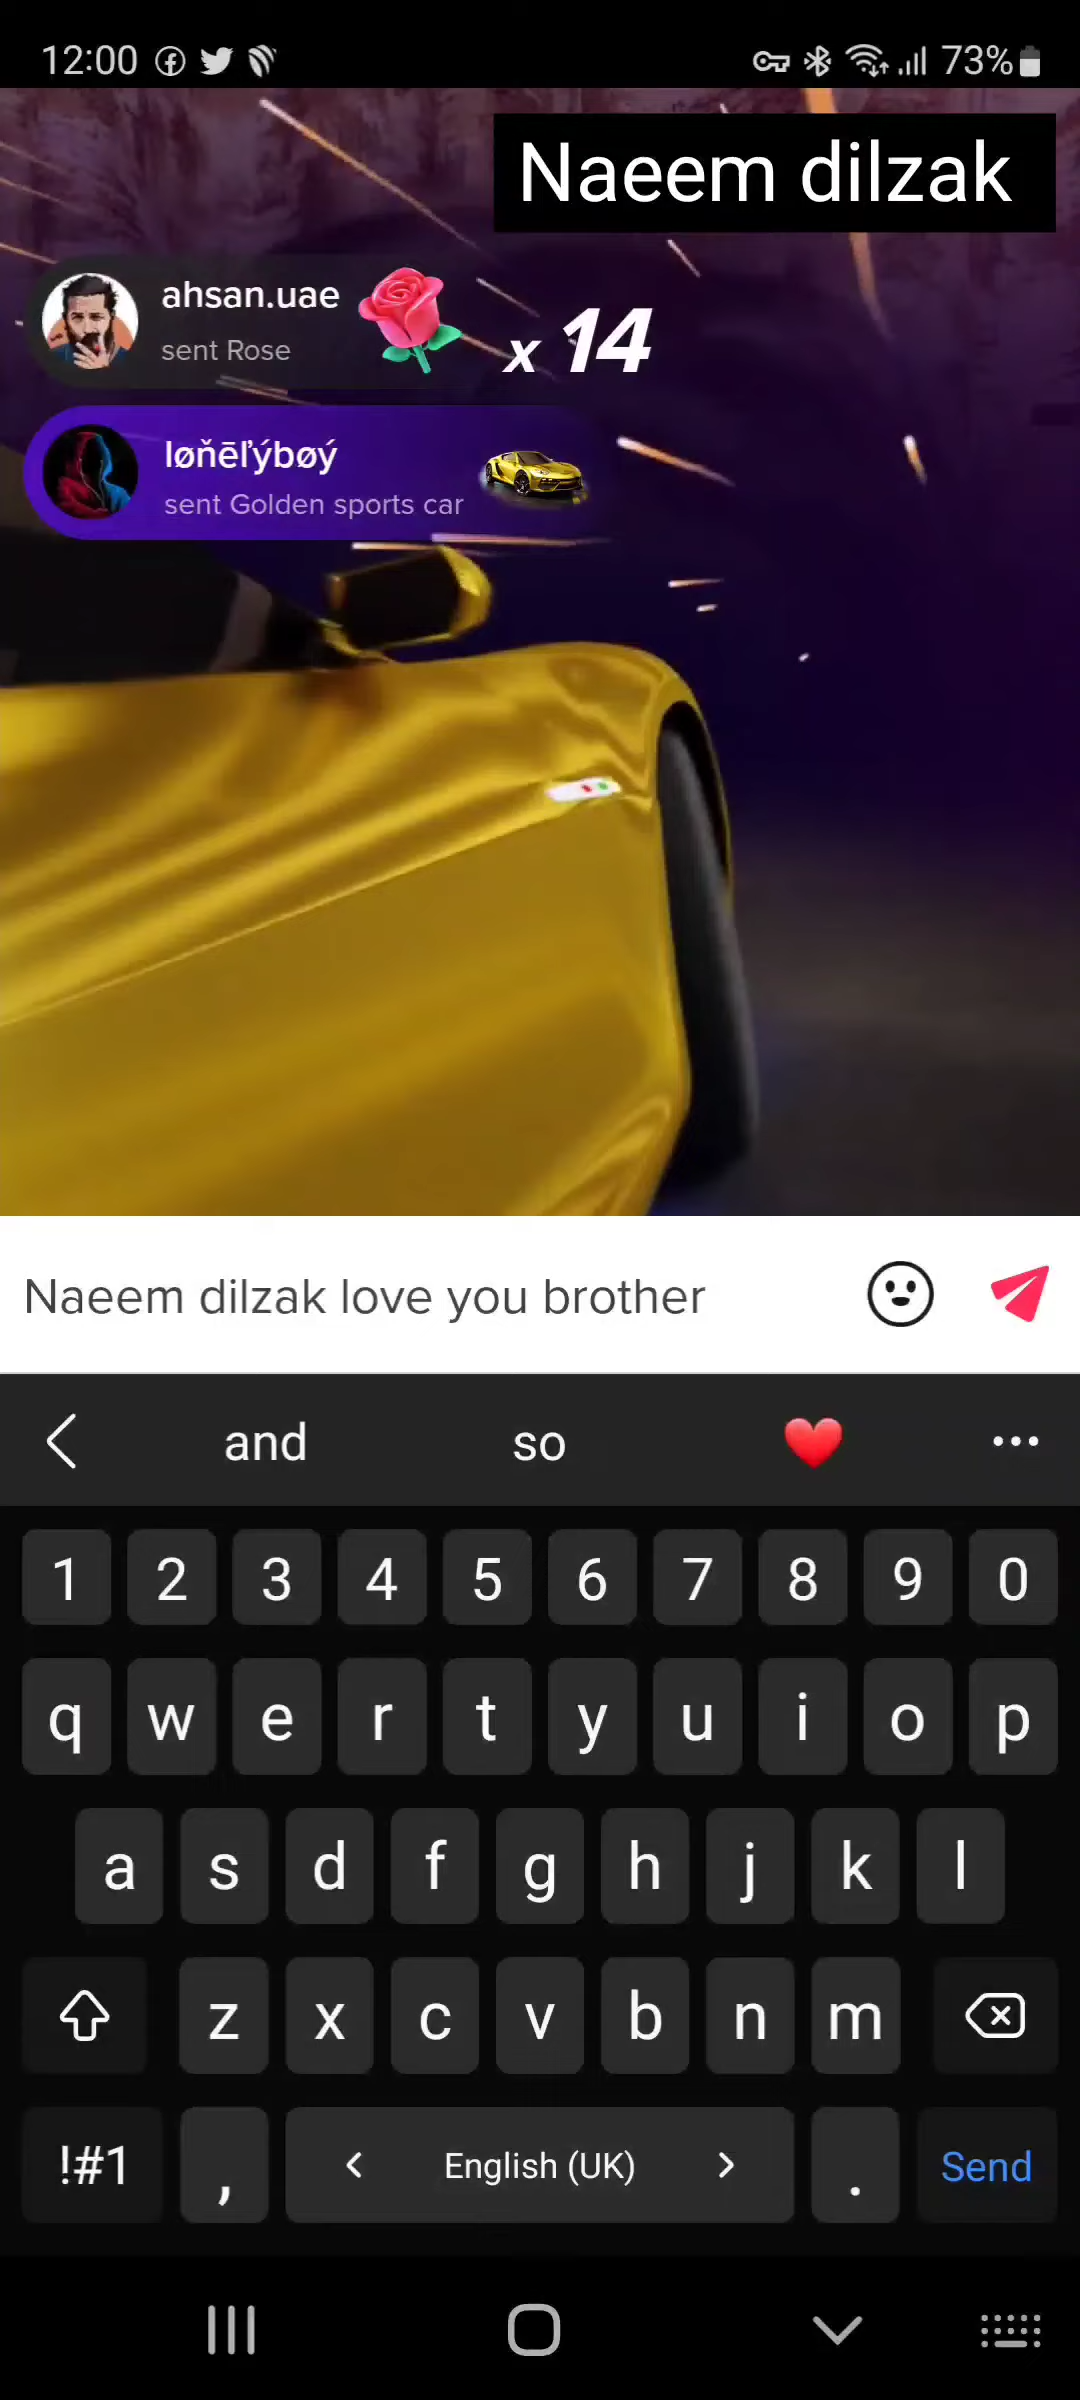 12:00
73%
Naeem dilzak
ahsan.uae
sent Rose
x 14
løňēľýbøý
sent Golden sports car
Naeem dilzak love you brother
and so ❤️ ...
1 2 3 4 5 6 7 8 9 0
q w e r t y u i o p
a s d f g h j k l
z x c v b n m
!#1 , < English (UK) > . Send